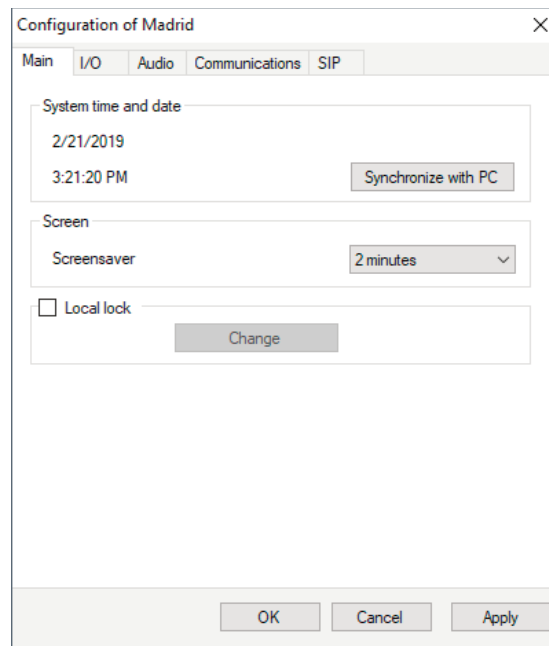 Configuration of Madrid
Main I/O Audio Communications SIP
System time and date
2/21/2019
3:21:20 PM Synchronize with PC
Screen
Screensaver 2 minutes
Local lock
Change
OK Cancel Apply